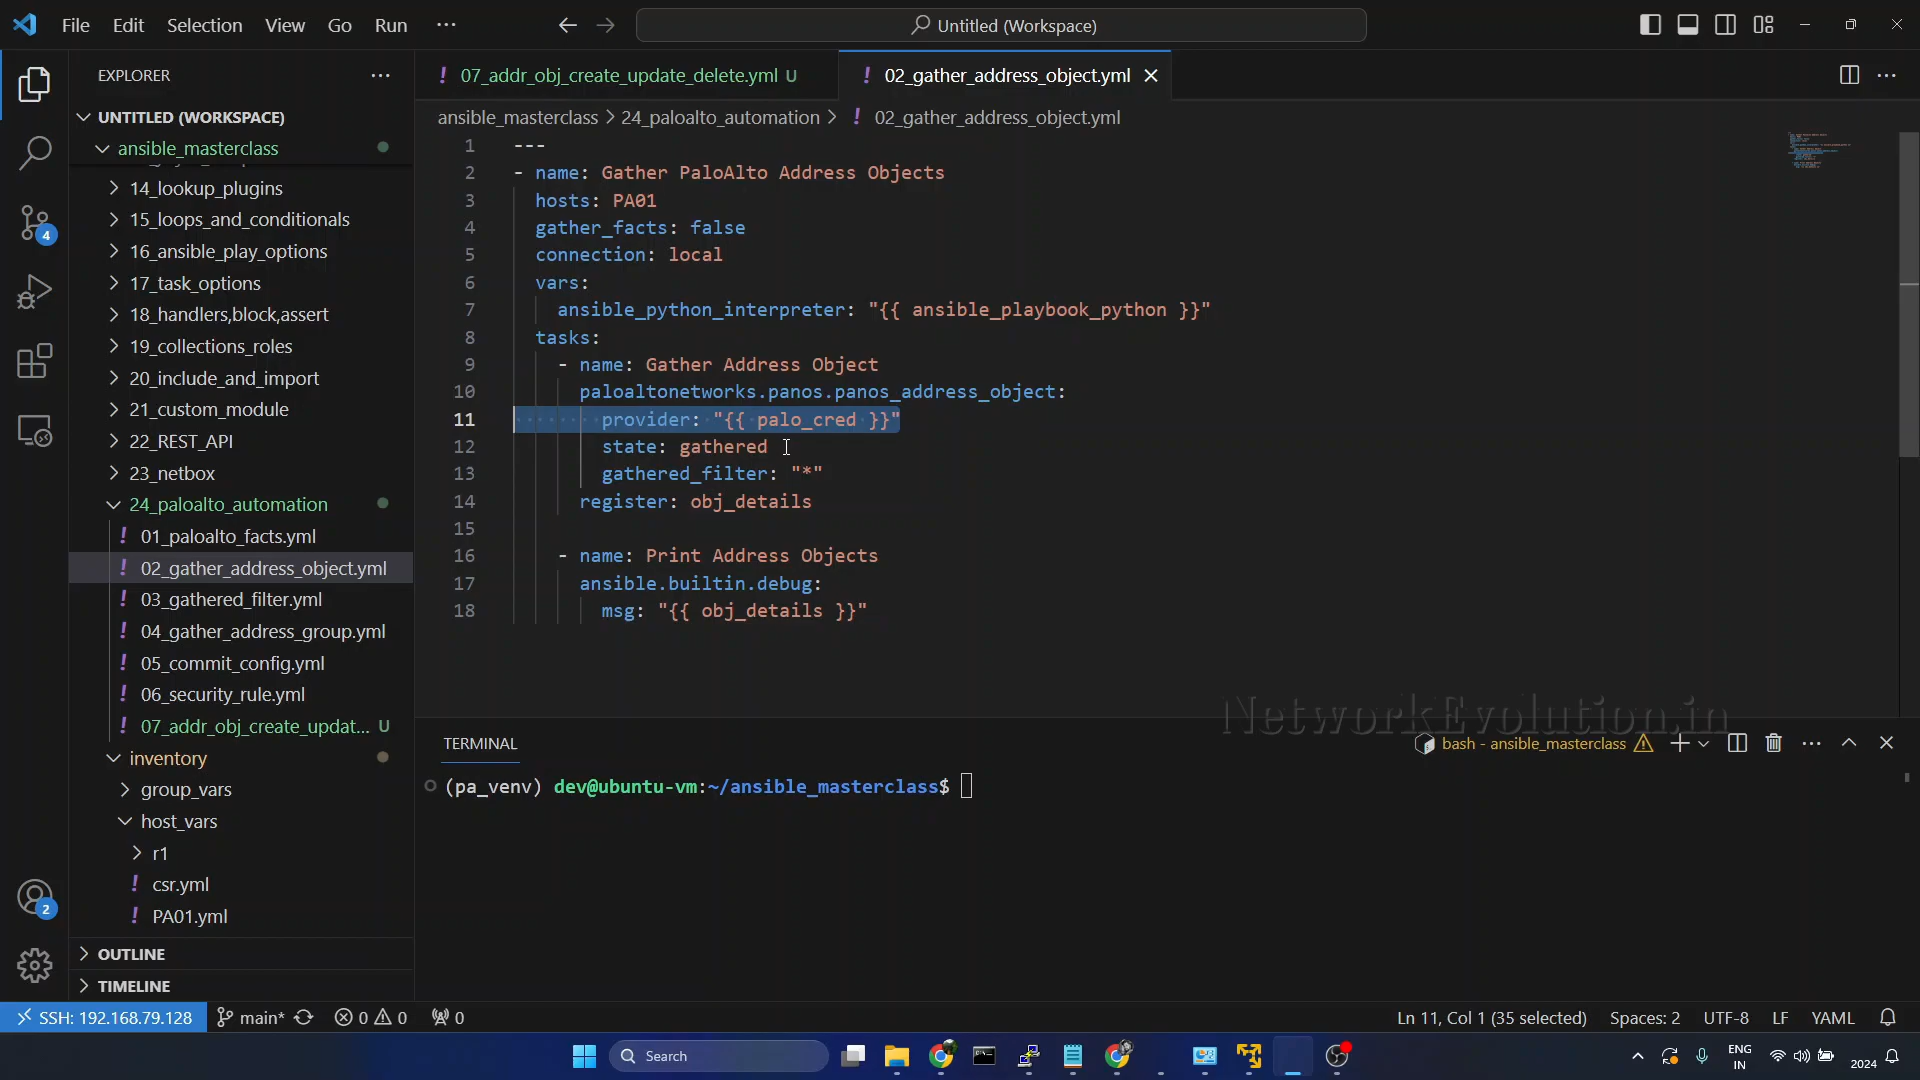 File Edit Selection View Go Run ··· Untitled (Workspace)
EXPLORER ···
UNTITLED (WORKSPACE)
ansible_masterclass
14_lookup_plugins
15_loops_and_conditionals
16_ansible_play_options
17_task_options
18_handlers,block,assert
19_collections_roles
20_include_and_import
21_custom_module
22_REST_API
23_netbox
24_paloalto_automation
! 01_paloalto_facts.yml
! 02_gather_address_object.yml
! 03_gathered_filter.yml
! 04_gather_address_group.yml
! 05_commit_config.yml
! 06_security_rule.yml
! 07_addr_obj_create_updat... U
inventory
group_vars
host_vars
r1
! csr.yml
! PA01.yml
OUTLINE
TIMELINE
4
2
! 07_addr_obj_create_update_delete.yml U ! 02_gather_address_object.yml
ansible_masterclass > 24_paloalto_automation > ! 02_gather_address_object.yml
1 ---
2 - name: Gather PaloAlto Address Objects
3 hosts: PA01
4 gather_facts: false
5 connection: local
6 vars:
7 ansible_python_interpreter: "{{ ansible_playbook_python }}"
8 tasks:
9 - name: Gather Address Object
10 paloaltonetworks.panos.panos_address_object:
11 provider: "{{ palo_cred }}"
12 state: gathered
13 gathered_filter: "*"
14 register: obj_details
15
16 - name: Print Address Objects
17 ansible.builtin.debug:
18 msg: "{{ obj_details }}"
NetworkEvolution.in
TERMINAL bash - ansible_masterclass
(pa_venv) dev@ubuntu-vm:~/ansible_masterclass$
SSH: 192.168.79.128 main* 0 0 0 Ln 11, Col 1 (35 selected) Spaces: 2 UTF-8 LF YAML
Search ENG
IN 2024